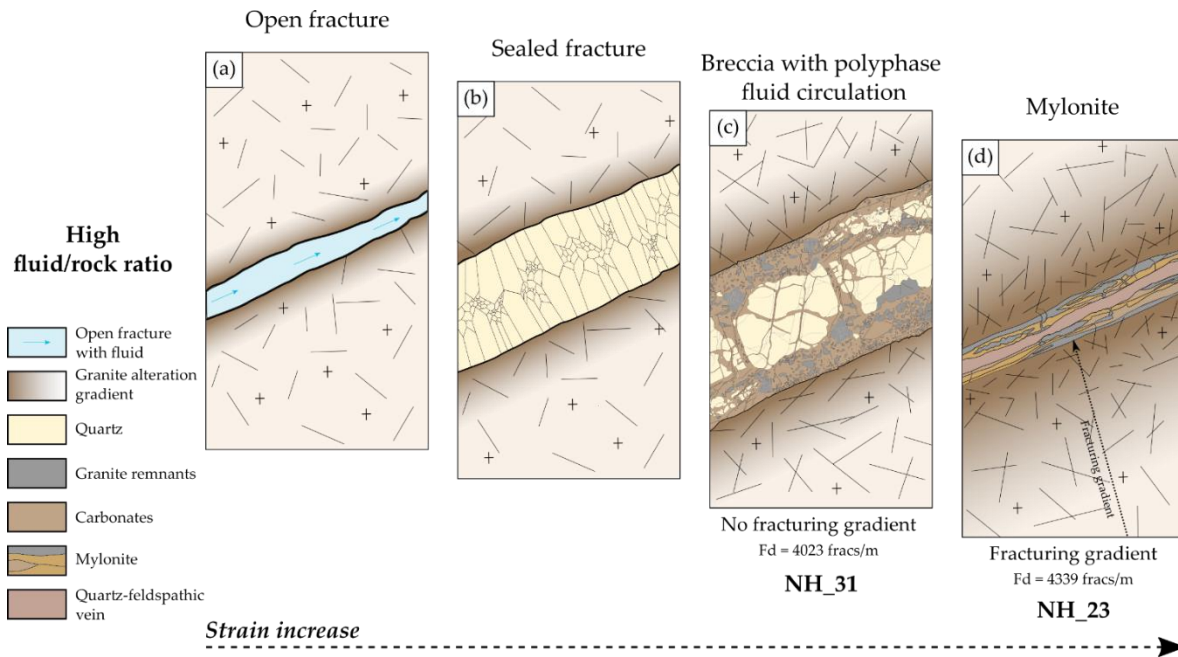 Open fracture
(a)
Sealed fracture
(b)
Breccia with polyphase
fluid circulation
(c)
Mylonite
(d)
High
fluid/rock ratio
Open fracture
with fluid
Granite alteration
gradient
Quartz
Granite remnants
Carbonates
Mylonite
Quartz-feldspathic
vein
Fracturing gradient
No fracturing gradient
Fd = 4023 fracs/m
NH_31
Fracturing gradient
Fd = 4339 fracs/m
NH_23
Strain increase